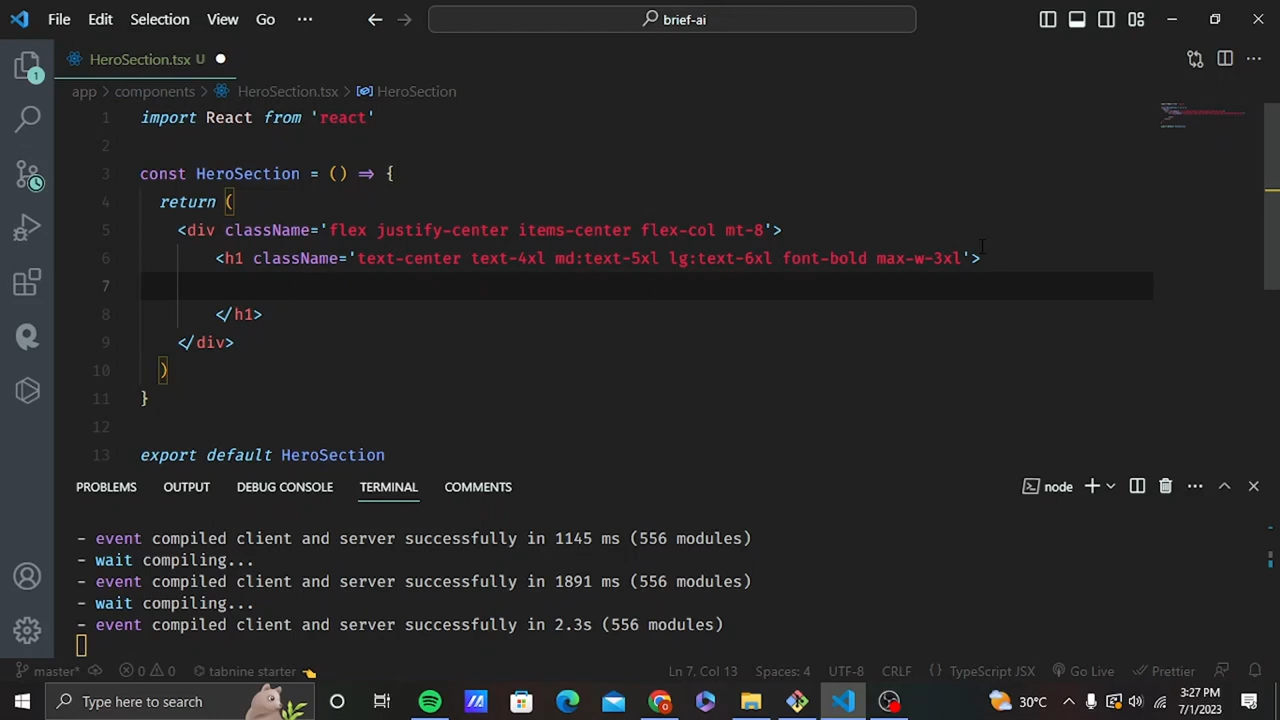 File Edit Selection View Go ··· brief-ai
HeroSection.tsx U
app > components > HeroSection.tsx > HeroSection
1 import React from 'react'
2
3 const HeroSection = () => {
4 return (
5 <div className='flex justify-center items-center flex-col mt-8'>
6 <h1 className='text-center text-4xl md:text-5xl lg:text-6xl font-bold max-w-3xl'>
7
8 </h1>
9 </div>
10 )
11 }
12
13 export default HeroSection
PROBLEMS OUTPUT DEBUG CONSOLE TERMINAL COMMENTS node
- event compiled client and server successfully in 1145 ms (556 modules)
- wait compiling...
- event compiled client and server successfully in 1891 ms (556 modules)
- wait compiling...
- event compiled client and server successfully in 2.3s (556 modules)
master* 0 0 tabnine starter Ln 7, Col 13 Spaces: 4 UTF-8 CRLF {} TypeScript JSX Go Live Prettier
Type here to search 30°C 3:27 PM
7/1/2023
1